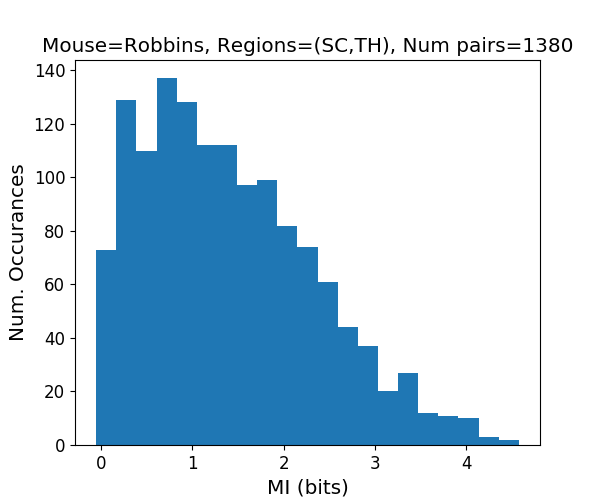 Mouse=Robbins, Regions=(SC,TH), Num pairs=1380
140
120
100
80
60
40
20
0
Num. Occurances
0 1 2 3 4
MI (bits)